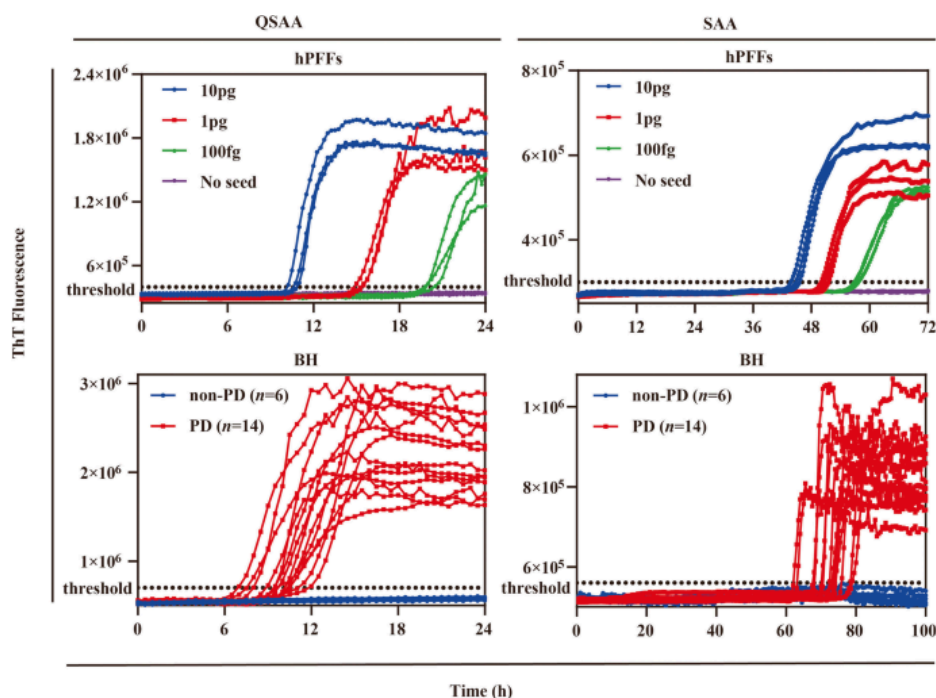 QSAA
SAA
hPFFs
hPFFs
ThT Fluorescence
2.4×10⁶
1.8×10⁶
1.2×10⁶
6×10⁵
threshold
10pg
1pg
100fg
No seed
0 6 12 18 24
8×10⁵
6×10⁵
4×10⁵
threshold
10pg
1pg
100fg
No seed
0 12 24 36 48 60 72
BH
BH
3×10⁶
2×10⁶
1×10⁶
threshold
non-PD (n=6)
PD (n=14)
0 6 12 18 24
1×10⁶
8×10⁵
6×10⁵
threshold
non-PD (n=6)
PD (n=14)
0 20 40 60 80 100
Time (h)